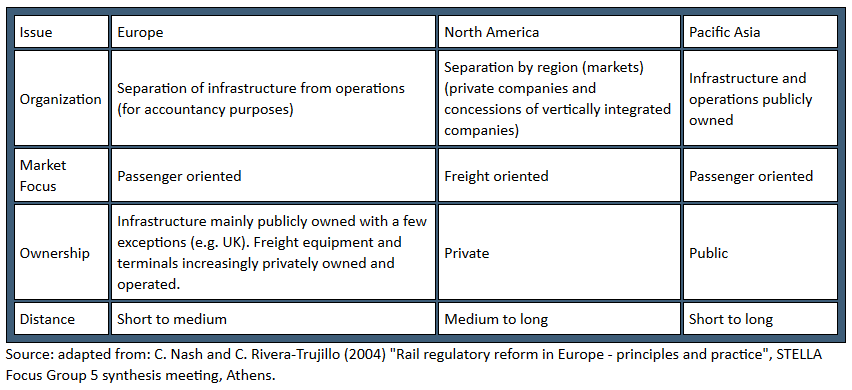 Issue Europe North America Pacific Asia
Organization
Separation of infrastructure from operations
(for accountancy purposes)
Separation by region (markets)
(private companies and
concessions of vertically integrated
companies)
Infrastructure and
operations publicly
owned
Market
Focus
Passenger oriented
Freight oriented
Passenger oriented
Ownership
Infrastructure mainly publicly owned with a few
exceptions (e.g. UK). Freight equipment and
terminals increasingly privately owned and
operated.
Private
Public
Distance Short to medium Medium to long Short to long
Source: adapted from: C. Nash and C. Rivera-Trujillo (2004) "Rail regulatory reform in Europe - principles and practice", STELLA
Focus Group 5 synthesis meeting, Athens.